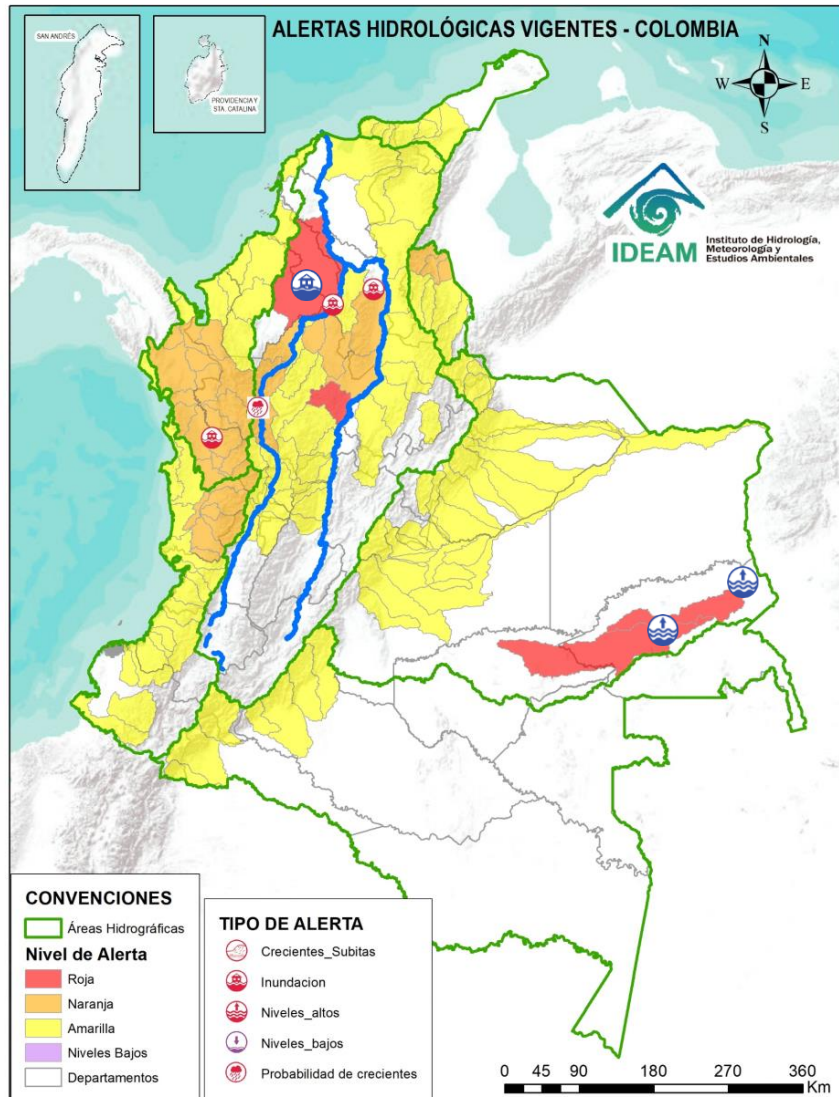 ALERTAS HIDROLÓGICAS VIGENTES - COLOMBIA
SAN ANDRÉS
PROVIDENCIA Y
STA. CATALINA
N
W
E
S
IDEAM
Instituto de Hidrología,
Meteorología y
Estudios Ambientales
CONVENCIONES
Áreas Hidrográficas
Nivel de Alerta
Roja
Naranja
Amarilla
Niveles Bajos
Departamentos
TIPO DE ALERTA
Crecientes_Subitas
Inundacion
Niveles_altos
Niveles_bajos
Probabilidad de crecientes
0 45 90 180 270 360
Km